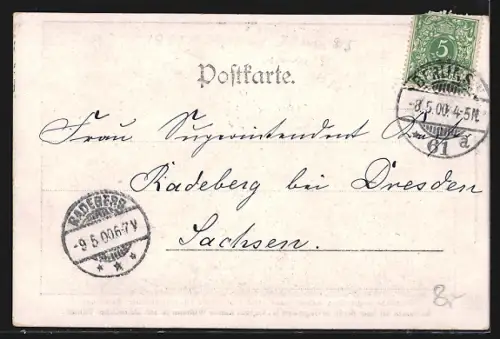 5
Postkarte.
BERLIN S.W.
-8.5.00.4-5N.
61 a
Frau Superintendent
Radeberg bei Dresden
Sachsen.
RADEBERG
-9.5.00.6-7V
8,-